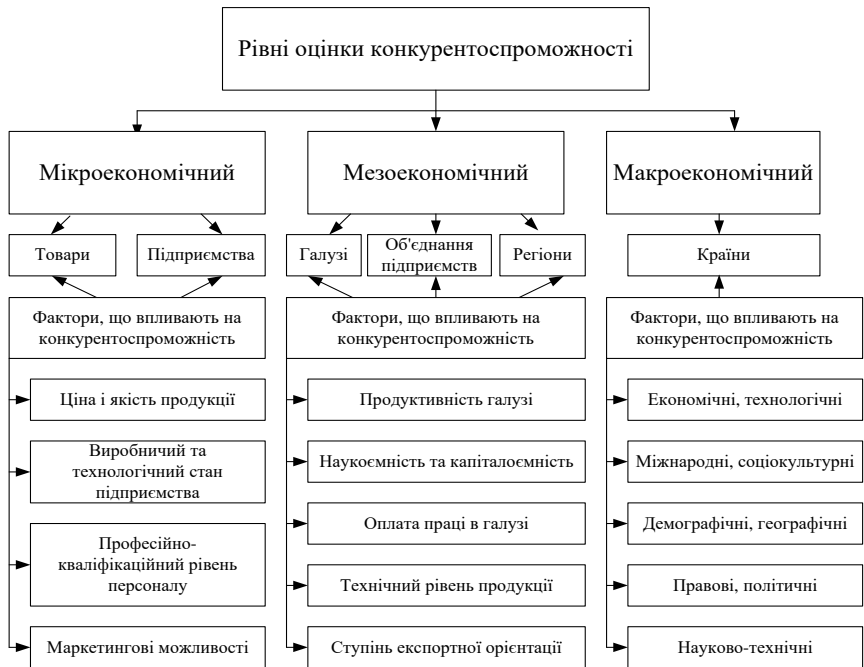 Рівні оцінки конкурентоспроможності
Мікроекономічний
Мезоекономічний
Макроекономічний
Товари
Підприємства
Галузі
Об'єднання
підприємств
Регіони
Країни
Фактори, що впливають на
конкурентоспроможність
Фактори, що впливають на
конкурентоспроможність
Фактори, що впливають на
конкурентоспроможність
Ціна і якість продукції
Виробничий та
технологічний стан
підприємства
Професійно-
кваліфікаційний рівень
персоналу
Маркетингові можливості
Продуктивність галузі
Наукоємність та капіталоємність
Оплата праці в галузі
Технічний рівень продукції
Ступінь експортної орієнтації
Економічні, технологічні
Міжнародні, соціокультурні
Демографічні, географічні
Правові, політичні
Науково-технічні